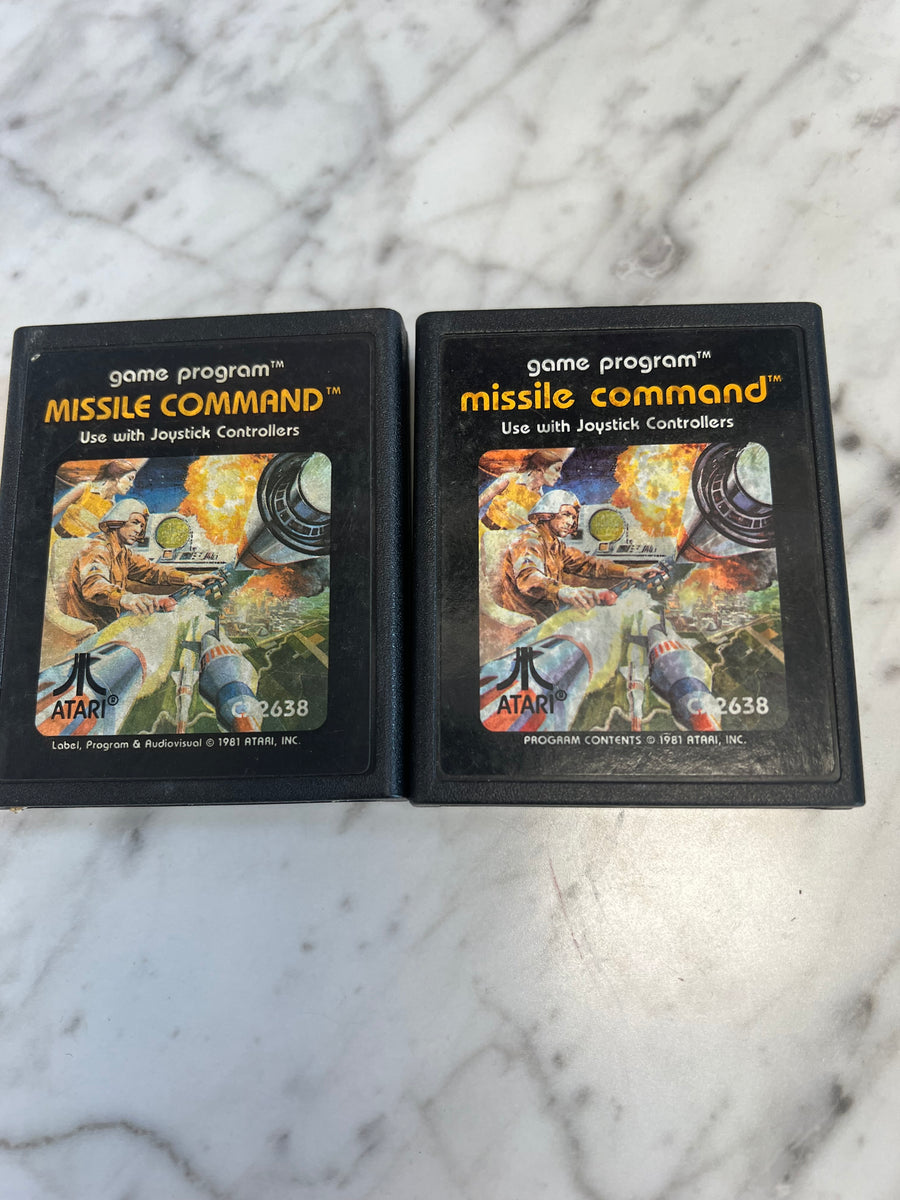 game program™
MISSILE COMMAND™
Use with Joystick Controllers
ATARI®
CX2638
Label, Program & Audiovisual © 1981 ATARI, INC.
game program™
missile command™
Use with Joystick Controllers
ATARI®
CX2638
PROGRAM CONTENTS © 1981 ATARI, INC.